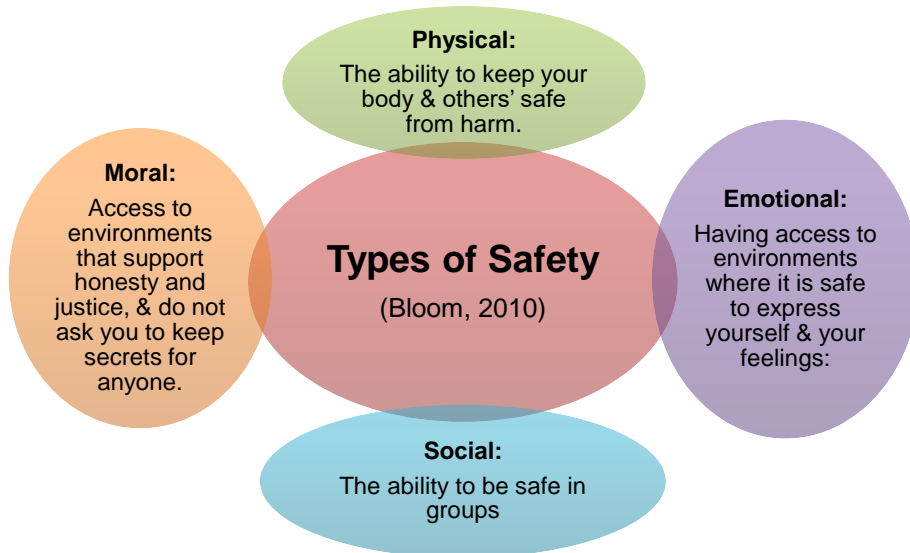 Physical:
The ability to keep your
body & others’ safe
from harm.
Moral:
Access to
environments
that support
honesty and
justice, & do not
ask you to keep
secrets for
anyone.
Types of Safety
(Bloom, 2010)
Emotional:
Having access to
environments
where it is safe
to express
yourself & your
feelings:
Social:
The ability to be safe in
groups